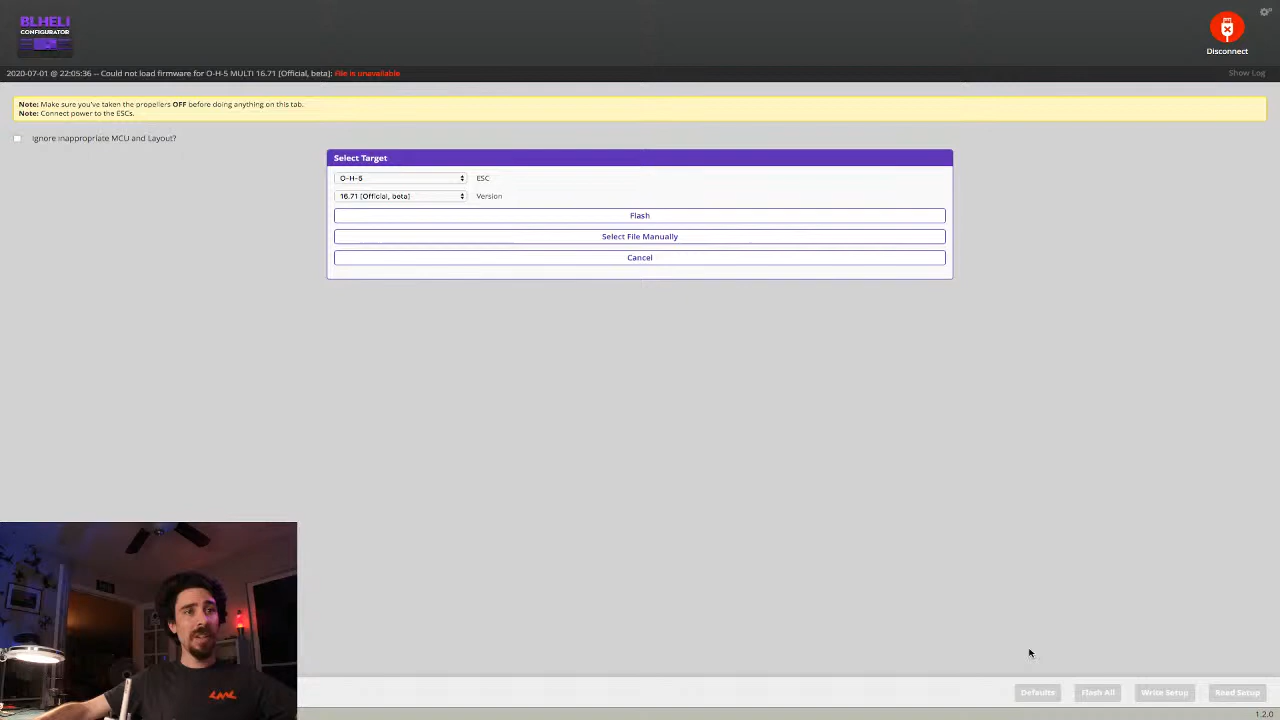 BLHELI
CONFIGURATOR
Disconnect
2020-07-01 @ 22:05:36 -- Could not load firmware for O-H-5 MULTI 16.71 [Official, beta]: File is unavailable
Show Log
Note: Make sure you've taken the propellers OFF before doing anything on this tab.
Note: Connect power to the ESCs.
Ignore Inappropriate MCU and Layout?
Select Target
O-H-5 ESC
16.71 [Official, beta] Version
Flash
Select File Manually
Cancel
Defaults Flash All Write Setup Read Setup
1.2.0